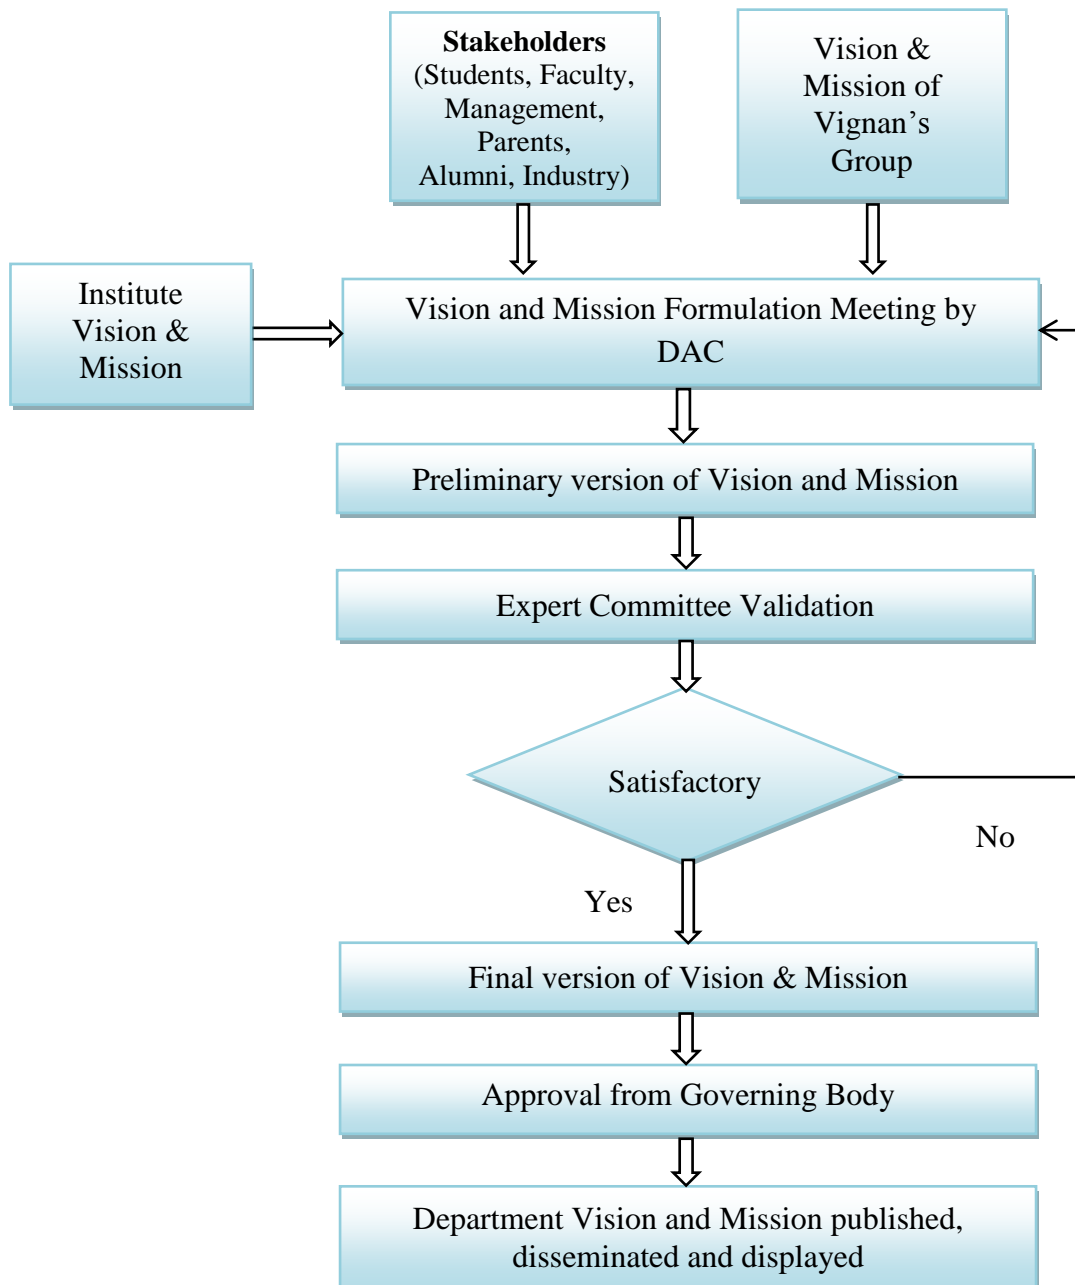 Stakeholders
(Students, Faculty,
Management,
Parents,
Alumni, Industry)
Vision &
Mission of
Vignan’s
Group
Institute
Vision &
Mission
Vision and Mission Formulation Meeting by
DAC
Preliminary version of Vision and Mission
Expert Committee Validation
Satisfactory
No
Yes
Final version of Vision & Mission
Approval from Governing Body
Department Vision and Mission published,
disseminated and displayed